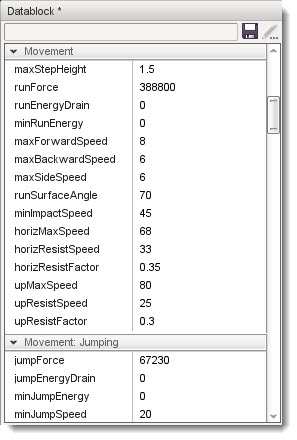 Datablock *
Movement
maxStepHeight 1.5
runForce 388800
runEnergyDrain 0
minRunEnergy 0
maxForwardSpeed 8
maxBackwardSpeed 6
maxSideSpeed 6
runSurfaceAngle 70
minImpactSpeed 45
horizMaxSpeed 68
horizResistSpeed 33
horizResistFactor 0.35
upMaxSpeed 80
upResistSpeed 25
upResistFactor 0.3
Movement: Jumping
jumpForce 67230
jumpEnergyDrain 0
minJumpEnergy 0
minJumpSpeed 20